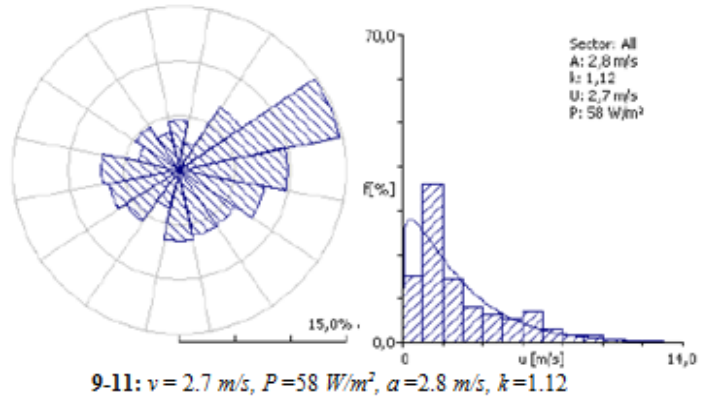 15,0%
70,0
F[%]
0,0
0
u [m/s]
14,0
Sector: All
A: 2,8 m/s
k: 1,12
U: 2,7 m/s
P: 58 W/m²
9-11: v = 2.7 m/s, P =58 W/m², a =2.8 m/s, k =1.12